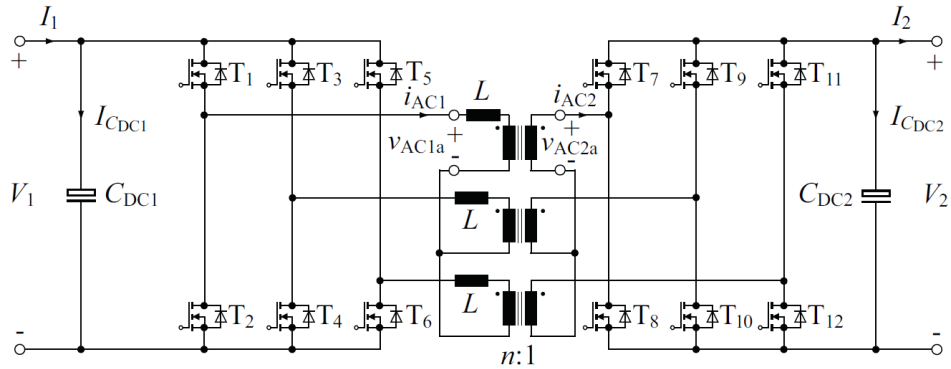 I1 I2
+ T1 T3 T5 T7 T9 T11 +
iAC1 L iAC2
ICDC1 + + ICDC2
vAC1a vAC2a
- -
V1 CDC1 CDC2 V2
L
L
T2 T4 T6 T8 T10 T12
- -
n:1